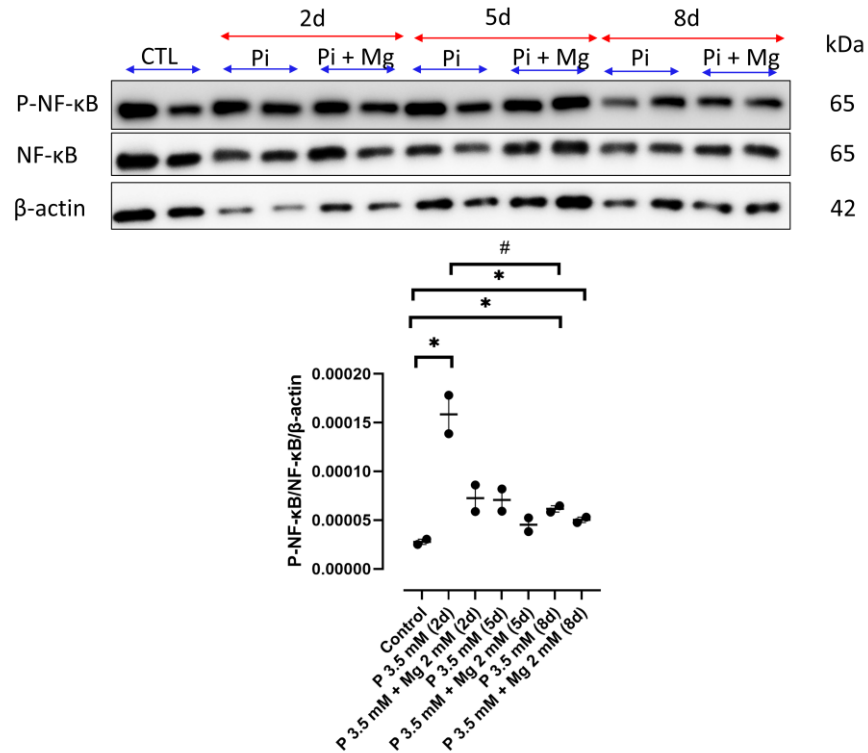 2d 5d 8d
CTL Pi Pi + Mg Pi Pi + Mg Pi Pi + Mg kDa
P-NF-κB 65
NF-κB 65
β-actin 42
#
*
*
*
P-NF-κB/NF-κB/β-actin
0.00020
0.00015
0.00010
0.00005
0.00000
Control
P 3.5 mM (2d)
P 3.5 mM + Mg 2 mM (2d)
P 3.5 mM (5d)
P 3.5 mM + Mg 2 mM (5d)
P 3.5 mM (8d)
P 3.5 mM + Mg 2 mM (8d)